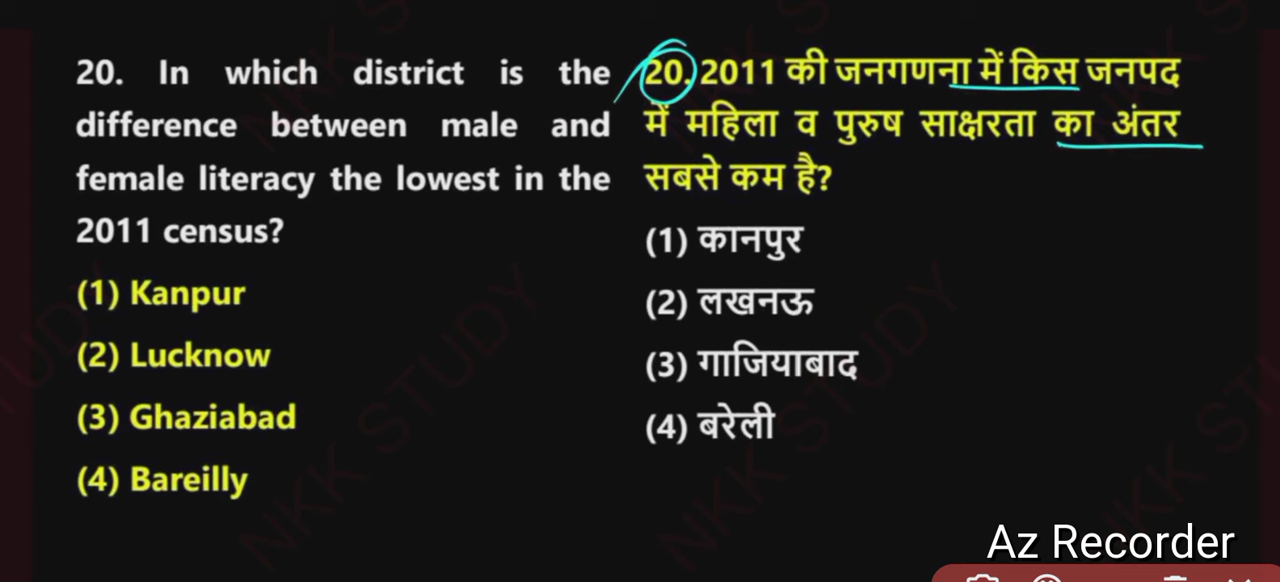 20. In which district is the
difference between male and
female literacy the lowest in the
2011 census?
(1) Kanpur
(2) Lucknow
(3) Ghaziabad
(4) Bareilly
20. 2011 की जनगणना में किस जनपद
में महिला व पुरुष साक्षरता का अंतर
सबसे कम है?
(1) कानपुर
(2) लखनऊ
(3) गाजियाबाद
(4) बरेली
NKK STUDY
Az Recorder